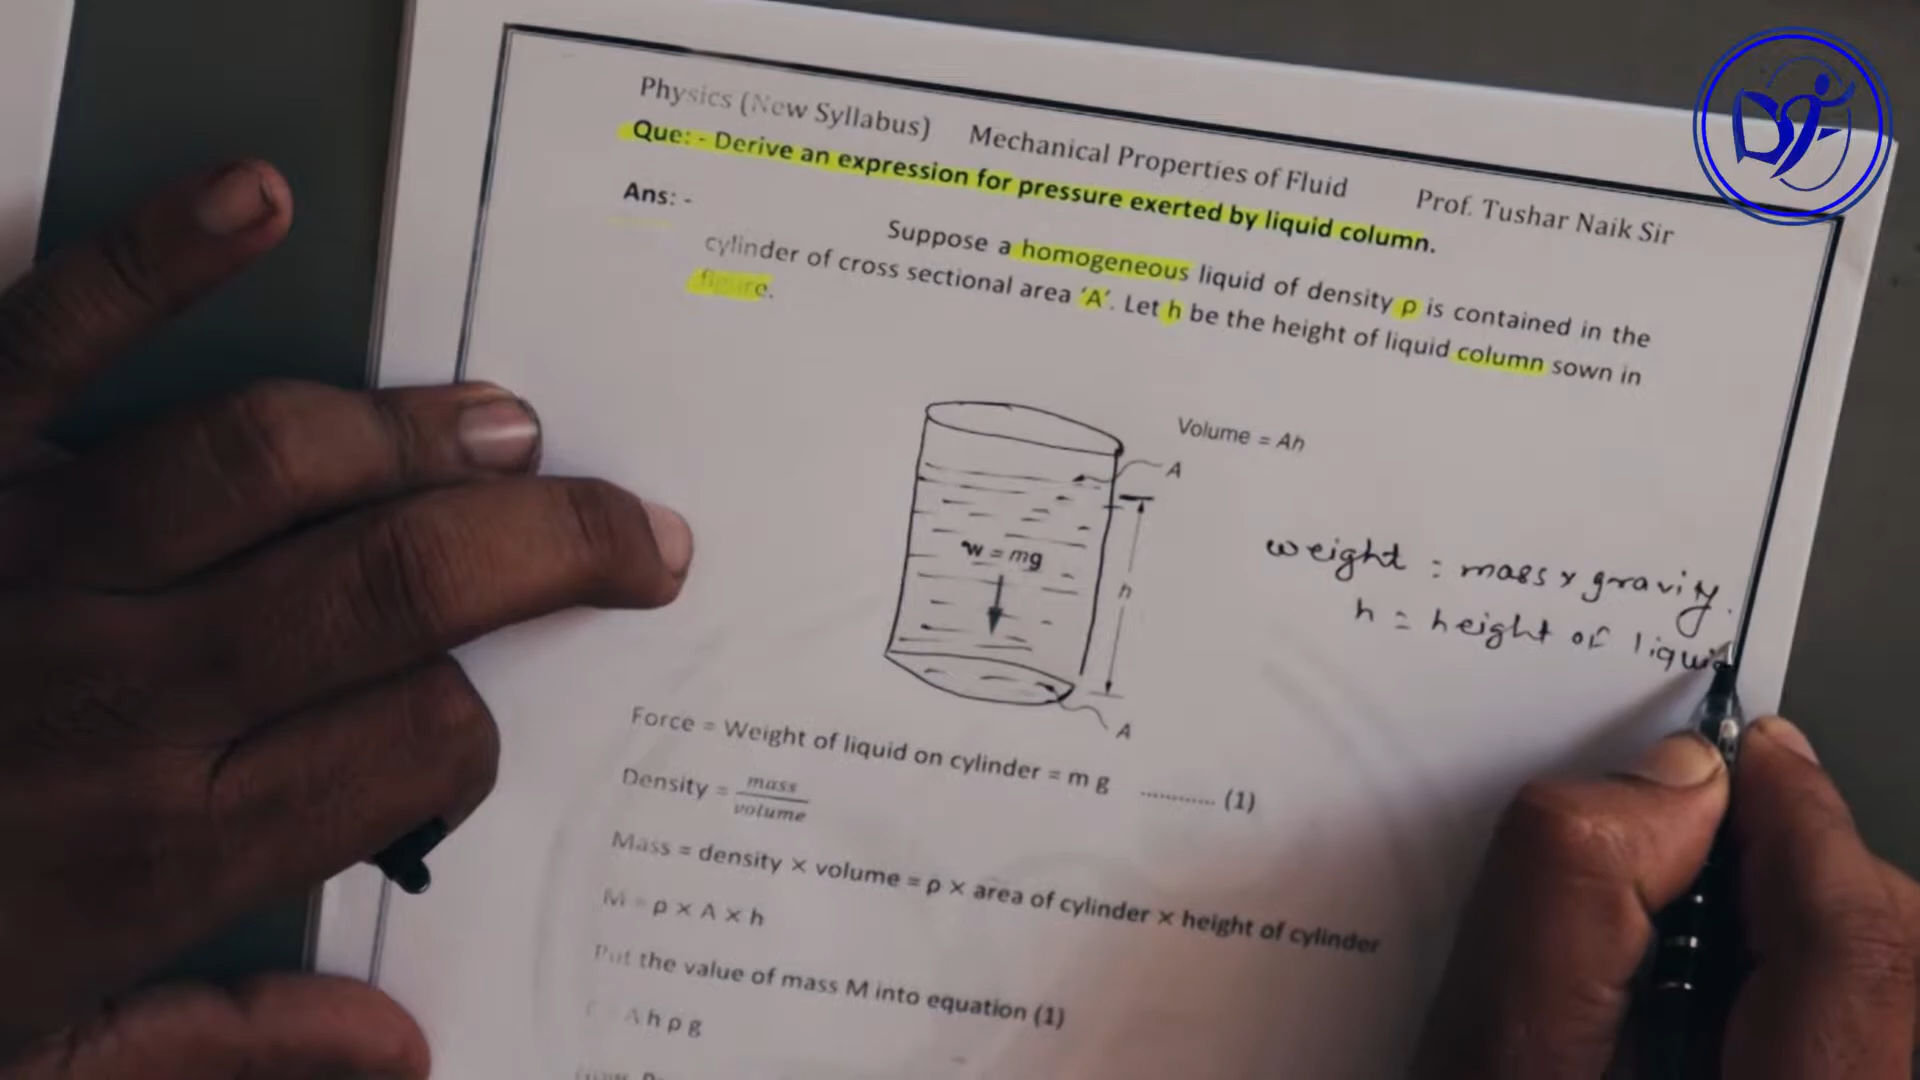 Physics (New Syllabus) Mechanical Properties of Fluid Prof. Tushar Naik Sir
Que: - Derive an expression for pressure exerted by liquid column.
Ans: -
Suppose a homogeneous liquid of density ρ is contained in the
cylinder of cross sectional area ‘A’. Let h be the height of liquid column sown in
figure.
Volume = Ah
A
w = mg
h
A
weight = mass x gravity.
h = height of liquid
Force = Weight of liquid on cylinder = m g ............ (1)
Density = mass
volume
Mass = density × volume = ρ × area of cylinder × height of cylinder
M = ρ × A × h
Put the value of mass M into equation (1)
A h ρ g